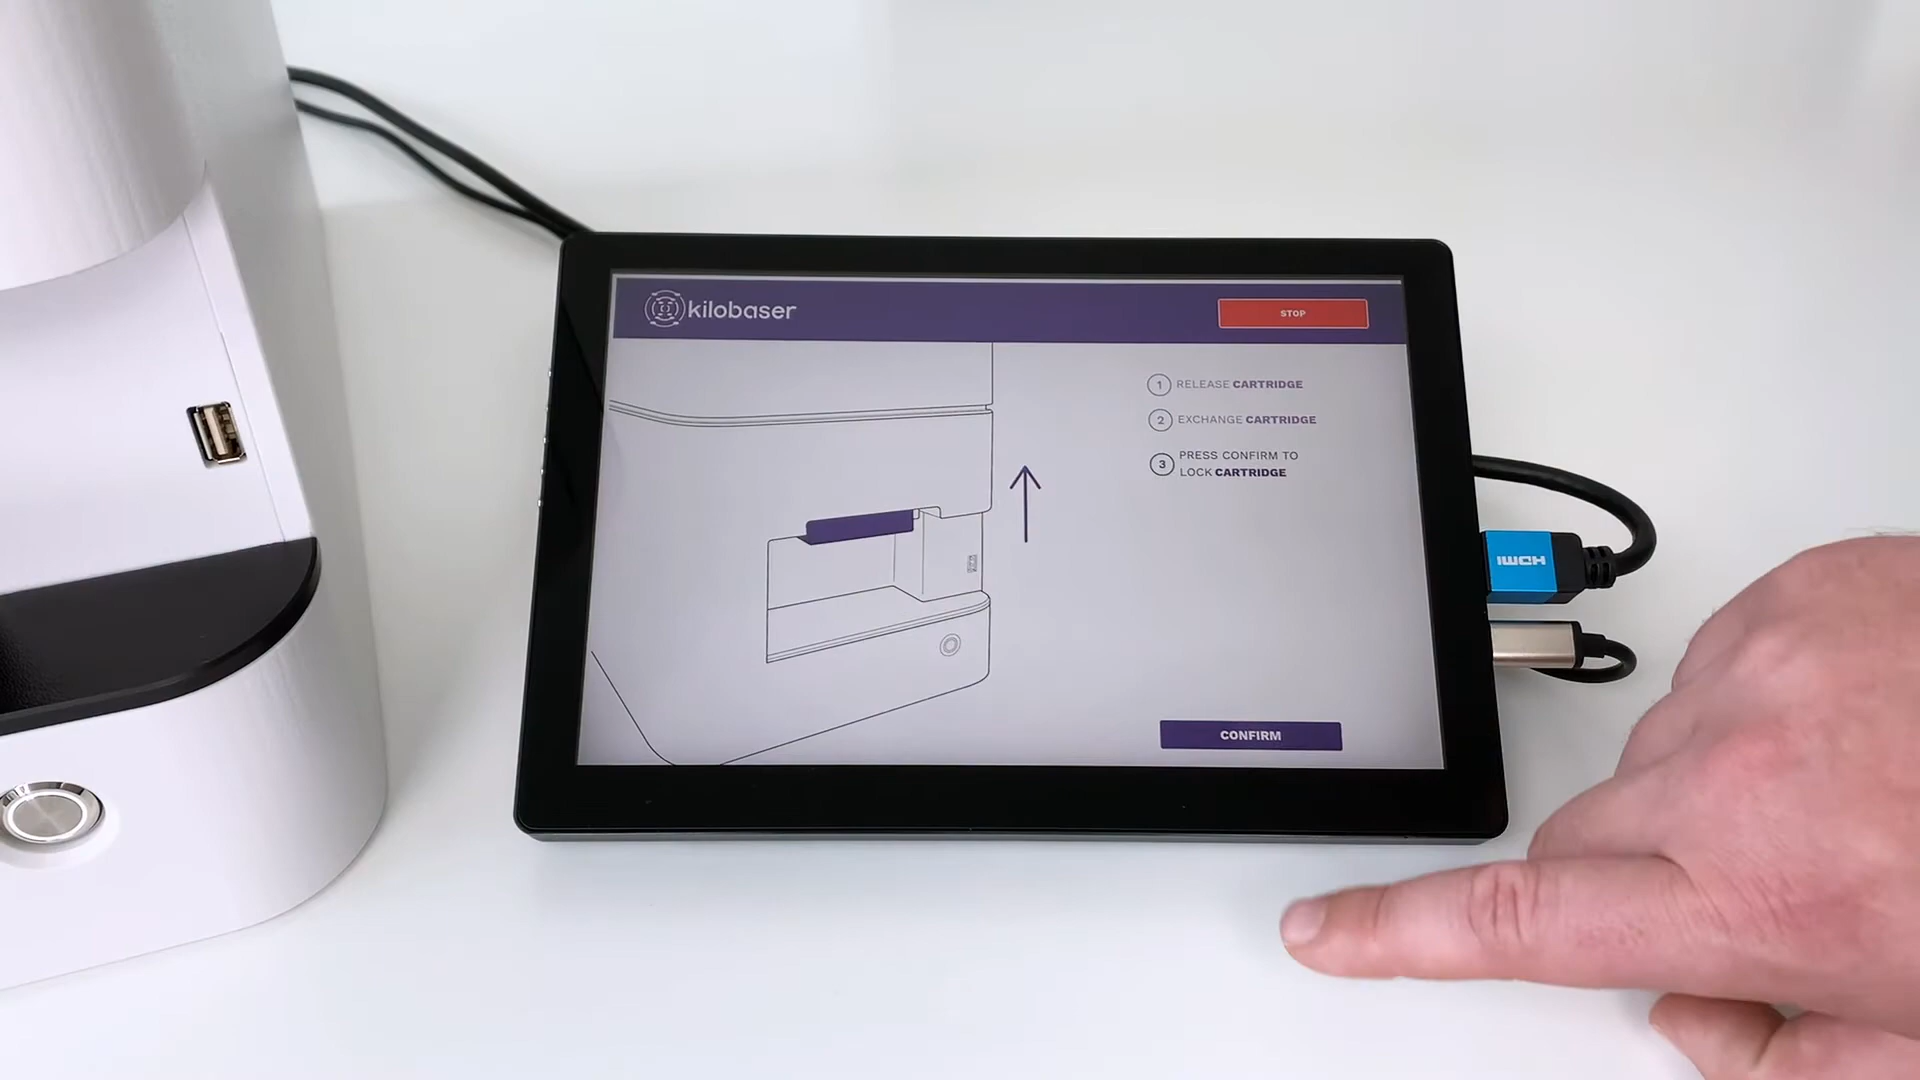 kilobaser
STOP
1 RELEASE CARTRIDGE
2 EXCHANGE CARTRIDGE
3 PRESS CONFIRM TO
LOCK CARTRIDGE
HDMI
CONFIRM